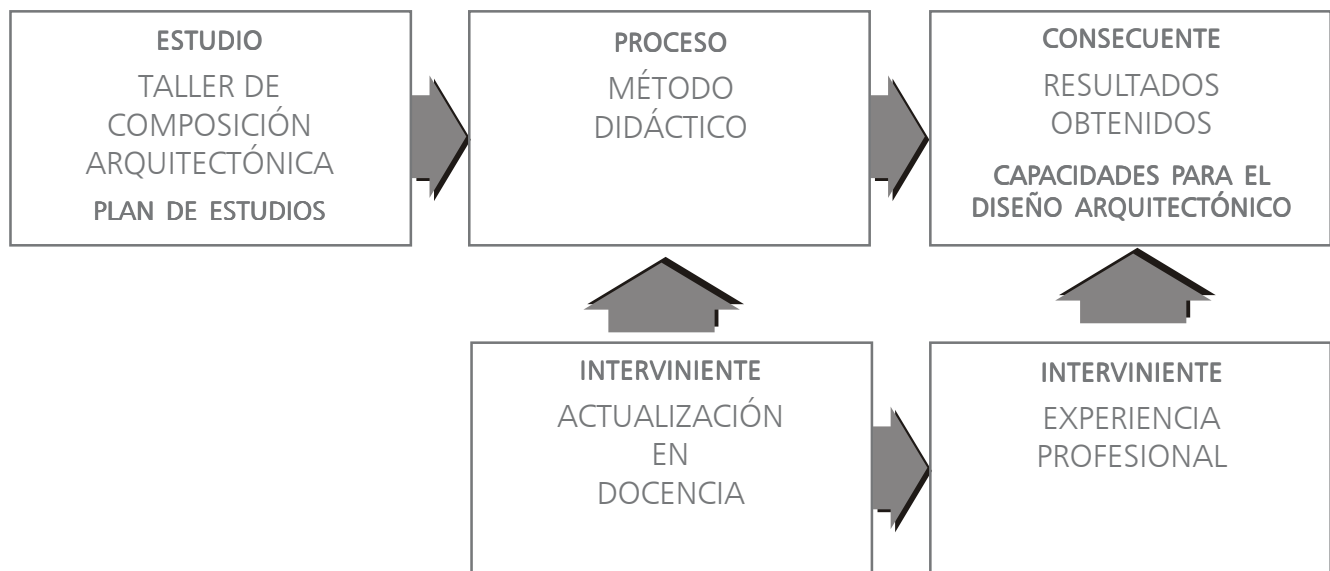 ESTUDIO
TALLER DE
COMPOSICIÓN
ARQUITECTÓNICA
PLAN DE ESTUDIOS
PROCESO
MÉTODO
DIDÁCTICO
CONSECUENTE
RESULTADOS
OBTENIDOS
CAPACIDADES PARA EL
DISEÑO ARQUITECTÓNICO
INTERVINIENTE
ACTUALIZACIÓN
EN
DOCENCIA
INTERVINIENTE
EXPERIENCIA
PROFESIONAL